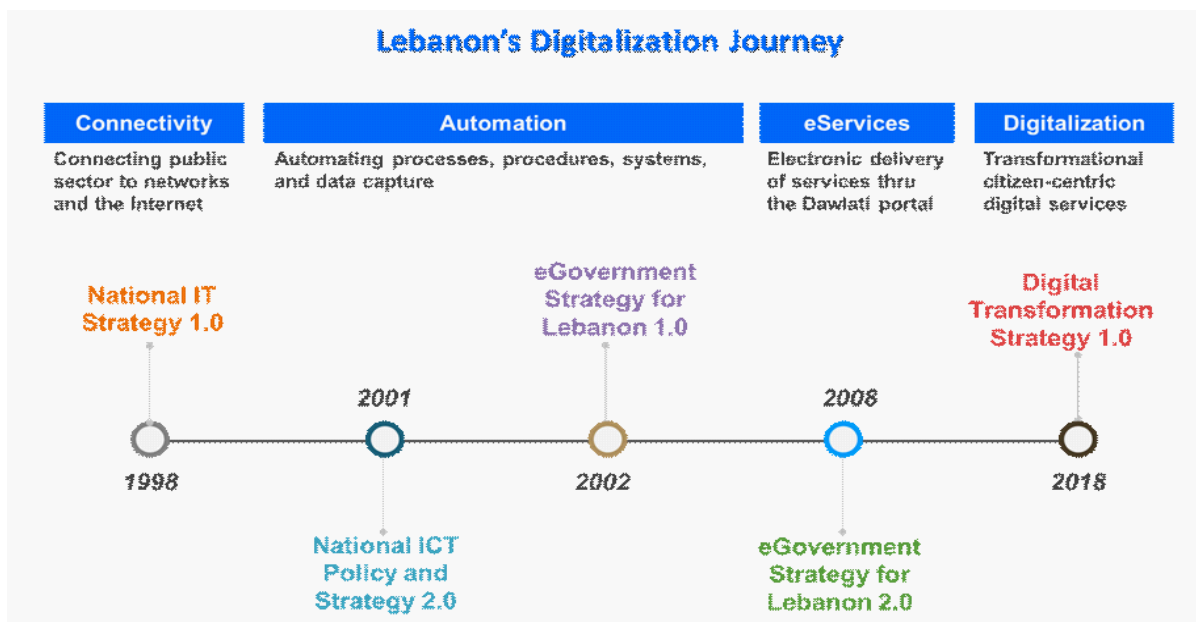 Lebanon's Digitalization Journey
Connectivity
Connecting public
sector to networks
and the Internet
Automation
Automating processes, procedures, systems,
and data capture
eServices
Electronic delivery
of services thru
the Dawlati portal
Digitalization
Transformational
citizen-centric
digital services
National IT
Strategy 1.0
1998
2001
National ICT
Policy and
Strategy 2.0
eGovernment
Strategy for
Lebanon 1.0
2002
2008
eGovernment
Strategy for
Lebanon 2.0
Digital
Transformation
Strategy 1.0
2018